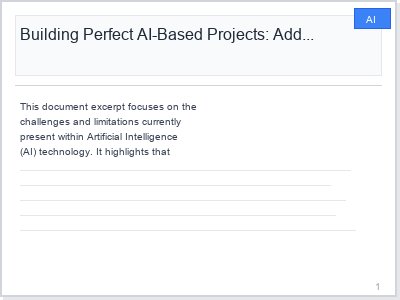 AI
Building Perfect AI-Based Projects: Add...
This document excerpt focuses on the
challenges and limitations currently
present within Artificial Intelligence
(AI) technology. It highlights that
1